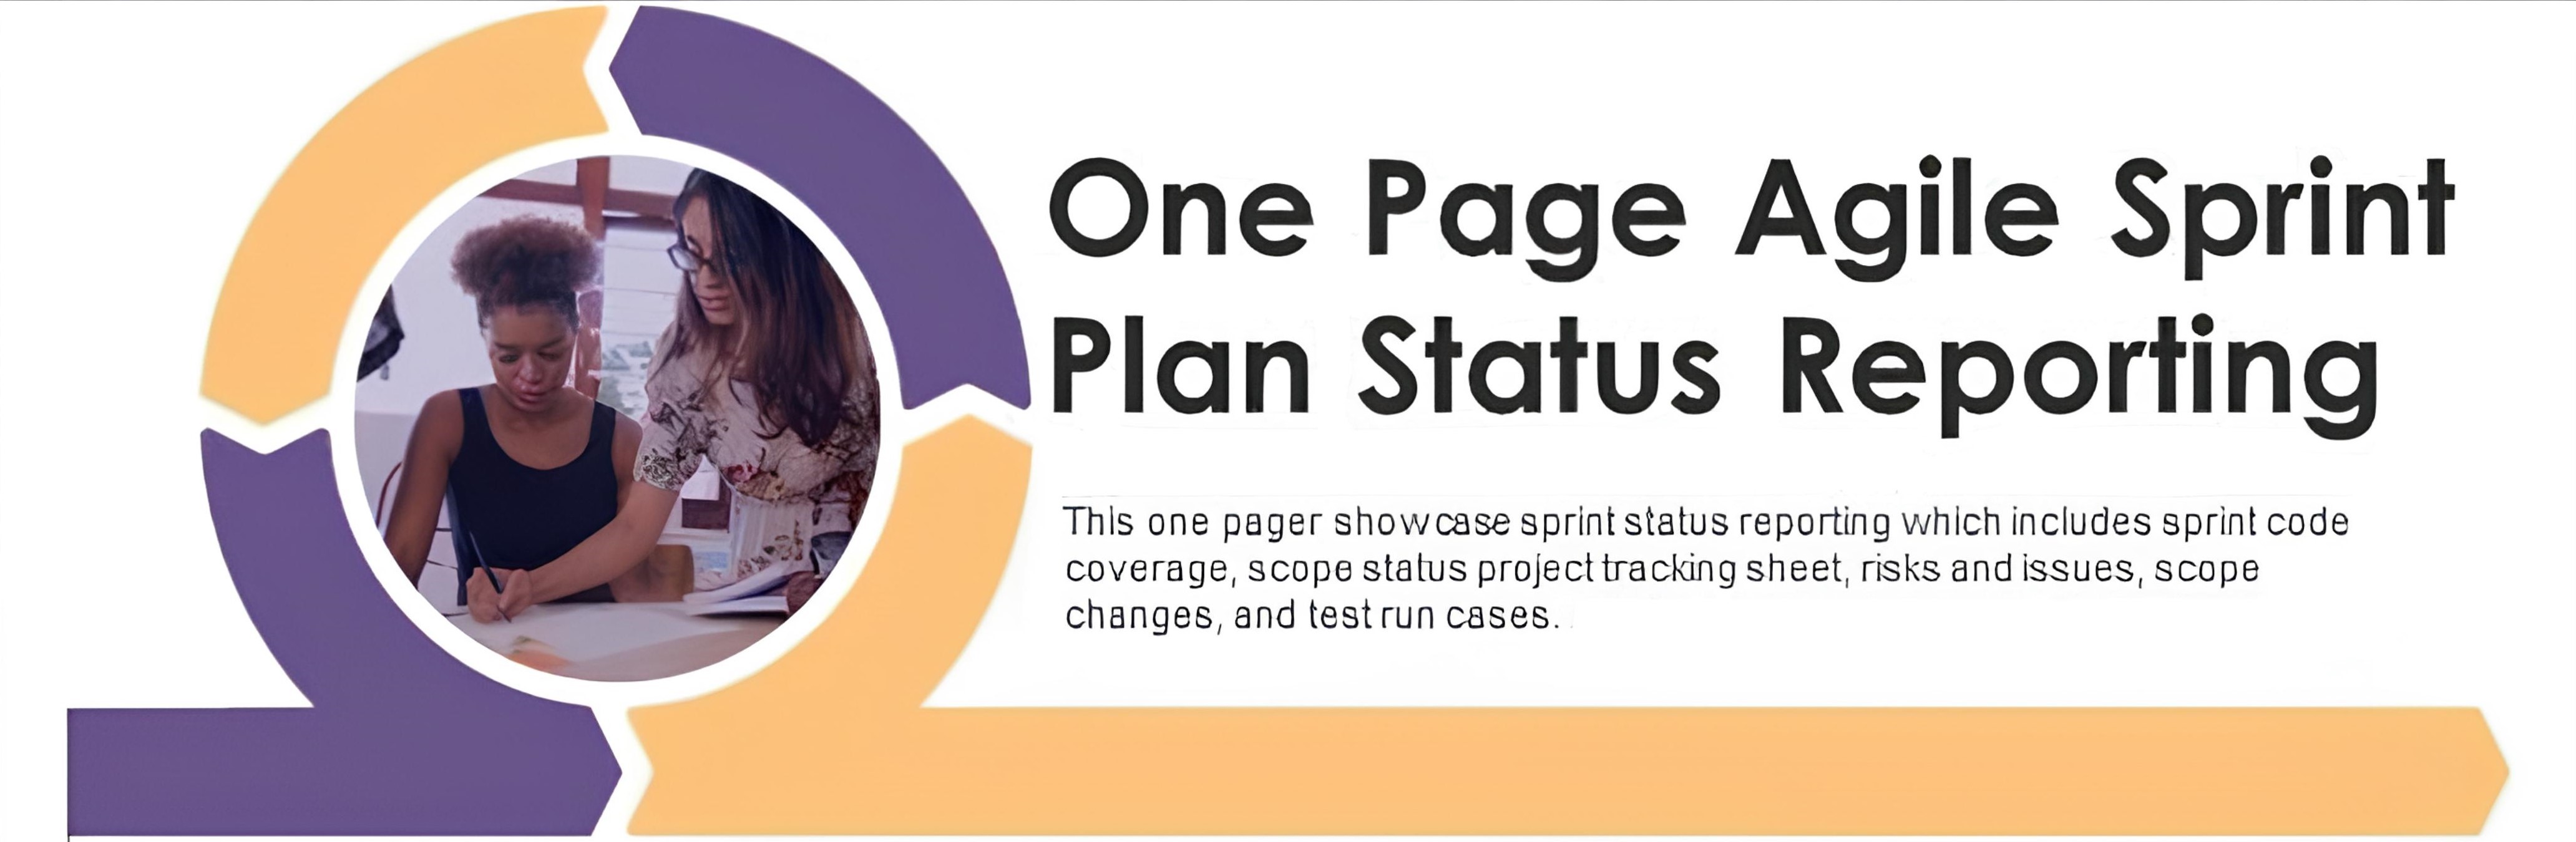 One Page Agile Sprint
Plan Status Reporting
This one pager showcase sprint status reporting which includes sprint code
coverage, scope status project tracking sheet, risks and issues, scope
changes, and test run cases.